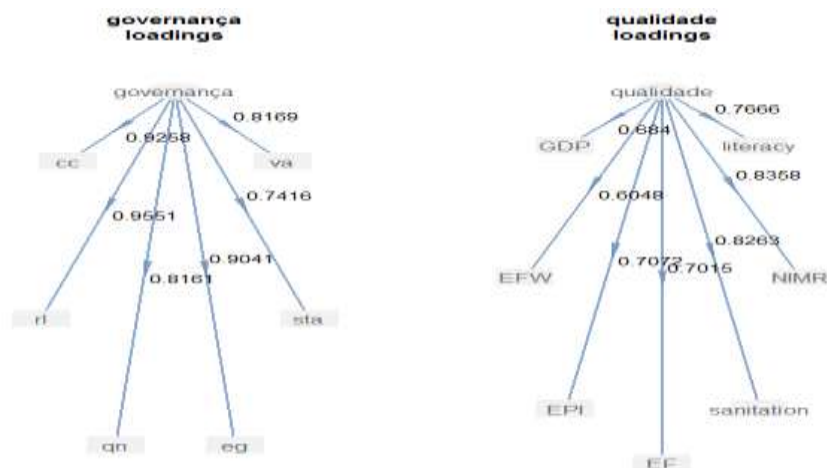 governança
loadings
qualidade
loadings
governança
qualidade
0.8169
0.7666
0.9258
0.684
cc
va
GDP
literacy
0.7416
0.8358
0.9551
0.6048
0.8263
0.9041
0.7072
0.7015
0.8161
EFW
NIMR
rl
sta
EPI
sanitation
eg
EF